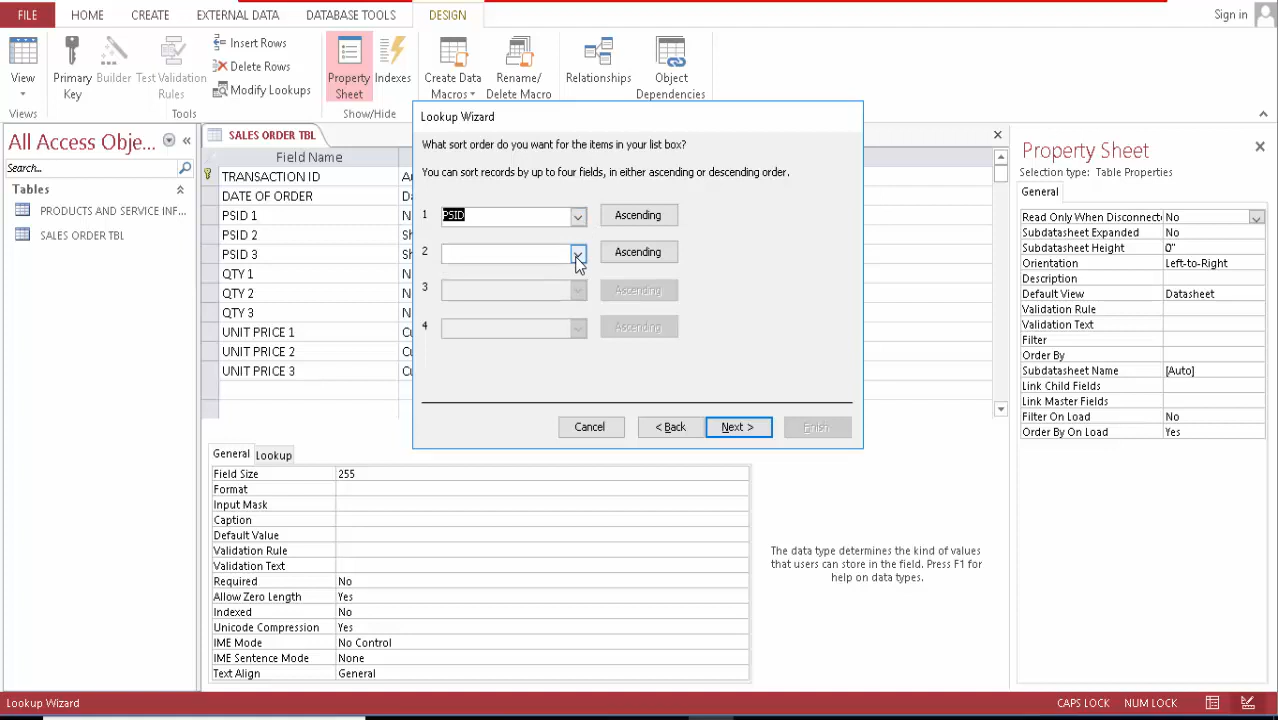 FILE HOME CREATE EXTERNAL DATA DATABASE TOOLS DESIGN Sign in
View
Primary Key
Builder
Test Validation Rules
Insert Rows
Delete Rows
Modify Lookups
Property Sheet
Indexes
Create Data Macros
Rename/ Delete Macro
Relationships
Object Dependencies
Views Tools Show/Hide
All Access Obje...
Search...
Tables
PRODUCTS AND SERVICE INF...
SALES ORDER TBL
SALES ORDER TBL
Field Name
TRANSACTION ID
DATE OF ORDER
PSID 1
PSID 2
PSID 3
QTY 1
QTY 2
QTY 3
UNIT PRICE 1
UNIT PRICE 2
UNIT PRICE 3
Lookup Wizard
What sort order do you want for the items in your list box?
You can sort records by up to four fields, in either ascending or descending order.
1 PSID Ascending
2 Ascending
3 Ascending
4 Ascending
Cancel < Back Next > Finish
General Lookup
Field Size 255
Format
Input Mask
Caption
Default Value
Validation Rule
Validation Text
Required No
Allow Zero Length Yes
Indexed No
Unicode Compression Yes
IME Mode No Control
IME Sentence Mode None
Text Align General
The data type determines the kind of values
that users can store in the field. Press F1 for
help on data types.
Property Sheet
Selection type: Table Properties
General
Read Only When Disconnecte No
Subdatasheet Expanded No
Subdatasheet Height 0"
Orientation Left-to-Right
Description
Default View Datasheet
Validation Rule
Validation Text
Filter
Order By
Subdatasheet Name [Auto]
Link Child Fields
Link Master Fields
Filter On Load No
Order By On Load Yes
Lookup Wizard CAPS LOCK NUM LOCK